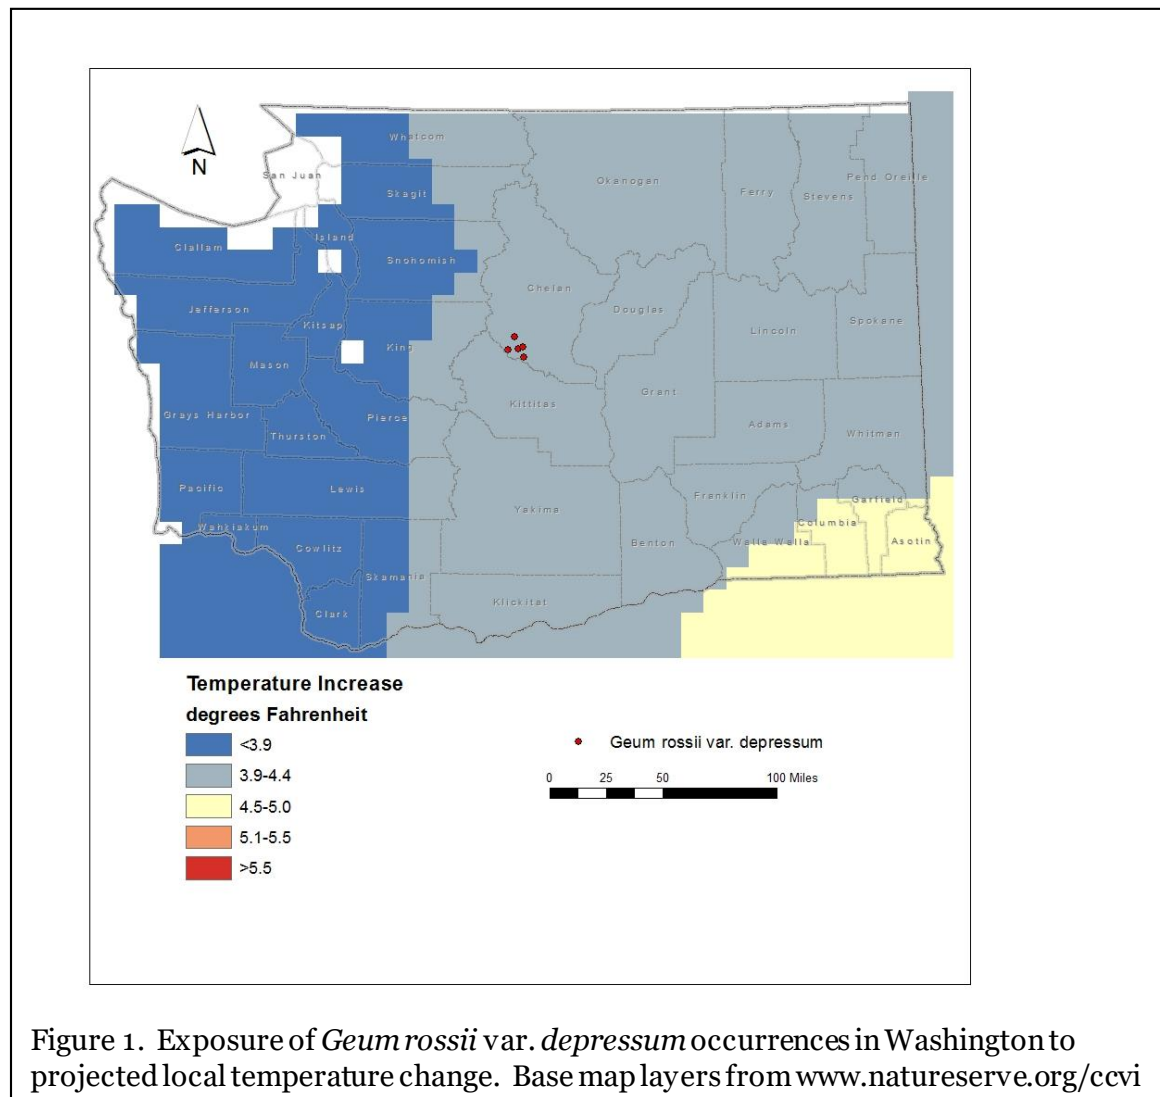 N
San Juan
Whatcom
Okanogan
Ferry
Stevens
Pend Oreille
Skagit
Island
Clallam
Snohomish
Chelan
Jefferson
Douglas
Kitsap
Lincoln
Spokane
King
Mason
Grant
Kittitas
Grays Harbor
Pierce
Adams
Whitman
Thurston
Pacific
Lewis
Yakima
Franklin
Garfield
Wahkiakum
Columbia
Cowlitz
Benton
Walla Walla
Asotin
Skamania
Klickitat
Clark
Temperature Increase
degrees Fahrenheit
<3.9
3.9-4.4
4.5-5.0
5.1-5.5
>5.5
Geum rossii var. depressum
0 25 50 100 Miles
Figure 1. Exposure of Geum rossii var. depressum occurrences in Washington to
projected local temperature change. Base map layers from www.natureserve.org/ccvi